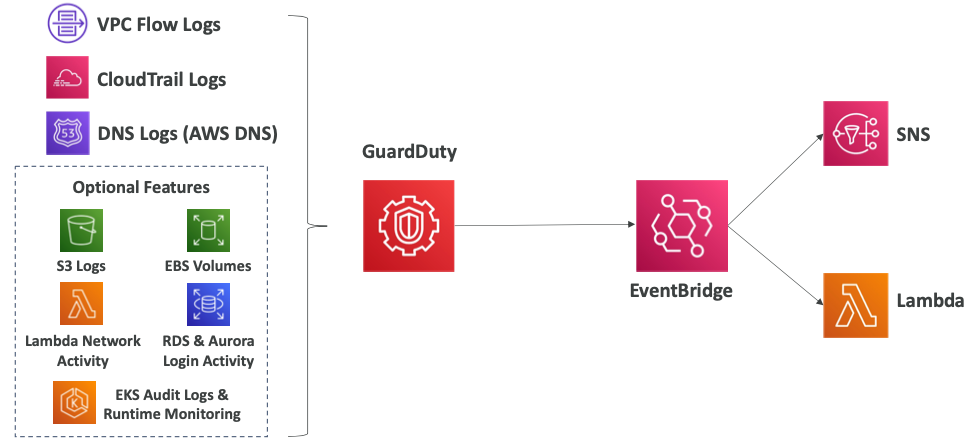 VPC Flow Logs
CloudTrail Logs
53
DNS Logs (AWS DNS)
Optional Features
S3 Logs
EBS Volumes
Lambda Network
Activity
RDS & Aurora
Login Activity
K
EKS Audit Logs &
Runtime Monitoring
GuardDuty
EventBridge
SNS
Lambda